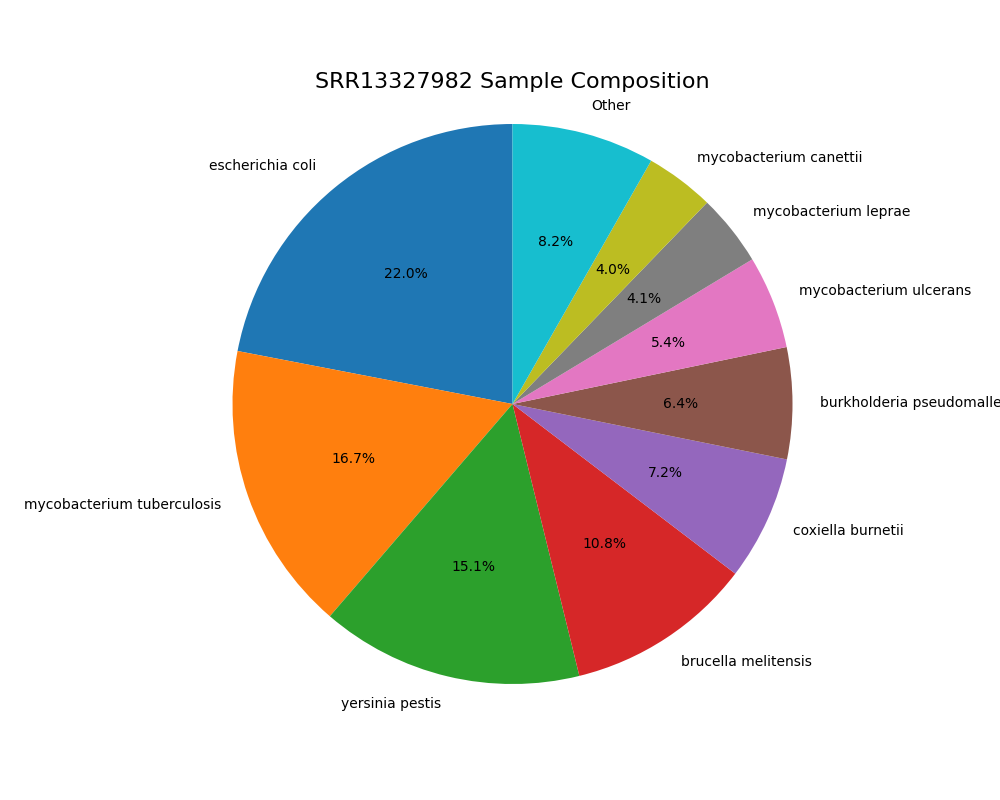 SRR13327982 Sample Composition
Other
mycobacterium canettii
escherichia coli
mycobacterium leprae
8.2%
4.0%
22.0%
4.1%
mycobacterium ulcerans
5.4%
burkholderia pseudomalle
6.4%
16.7%
7.2%
mycobacterium tuberculosis
coxiella burnetii
10.8%
15.1%
brucella melitensis
yersinia pestis